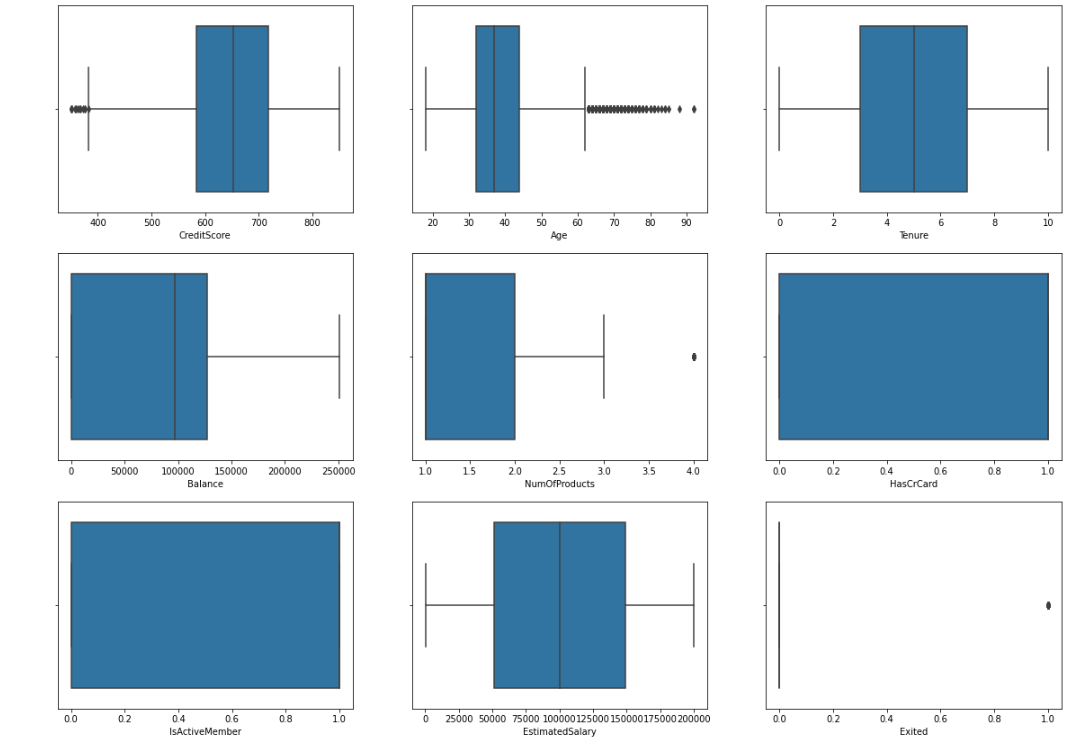 400 500 600 700 800
CreditScore
20 30 40 50 60 70 80 90
Age
0 2 4 6 8 10
Tenure
0 50000 100000 150000 200000 250000
Balance
1.0 1.5 2.0 2.5 3.0 3.5 4.0
NumOfProducts
0.0 0.2 0.4 0.6 0.8 1.0
HasCrCard
0.0 0.2 0.4 0.6 0.8 1.0
IsActiveMember
0 25000 50000 75000 100000 125000 150000 175000 200000
EstimatedSalary
0.0 0.2 0.4 0.6 0.8 1.0
Exited